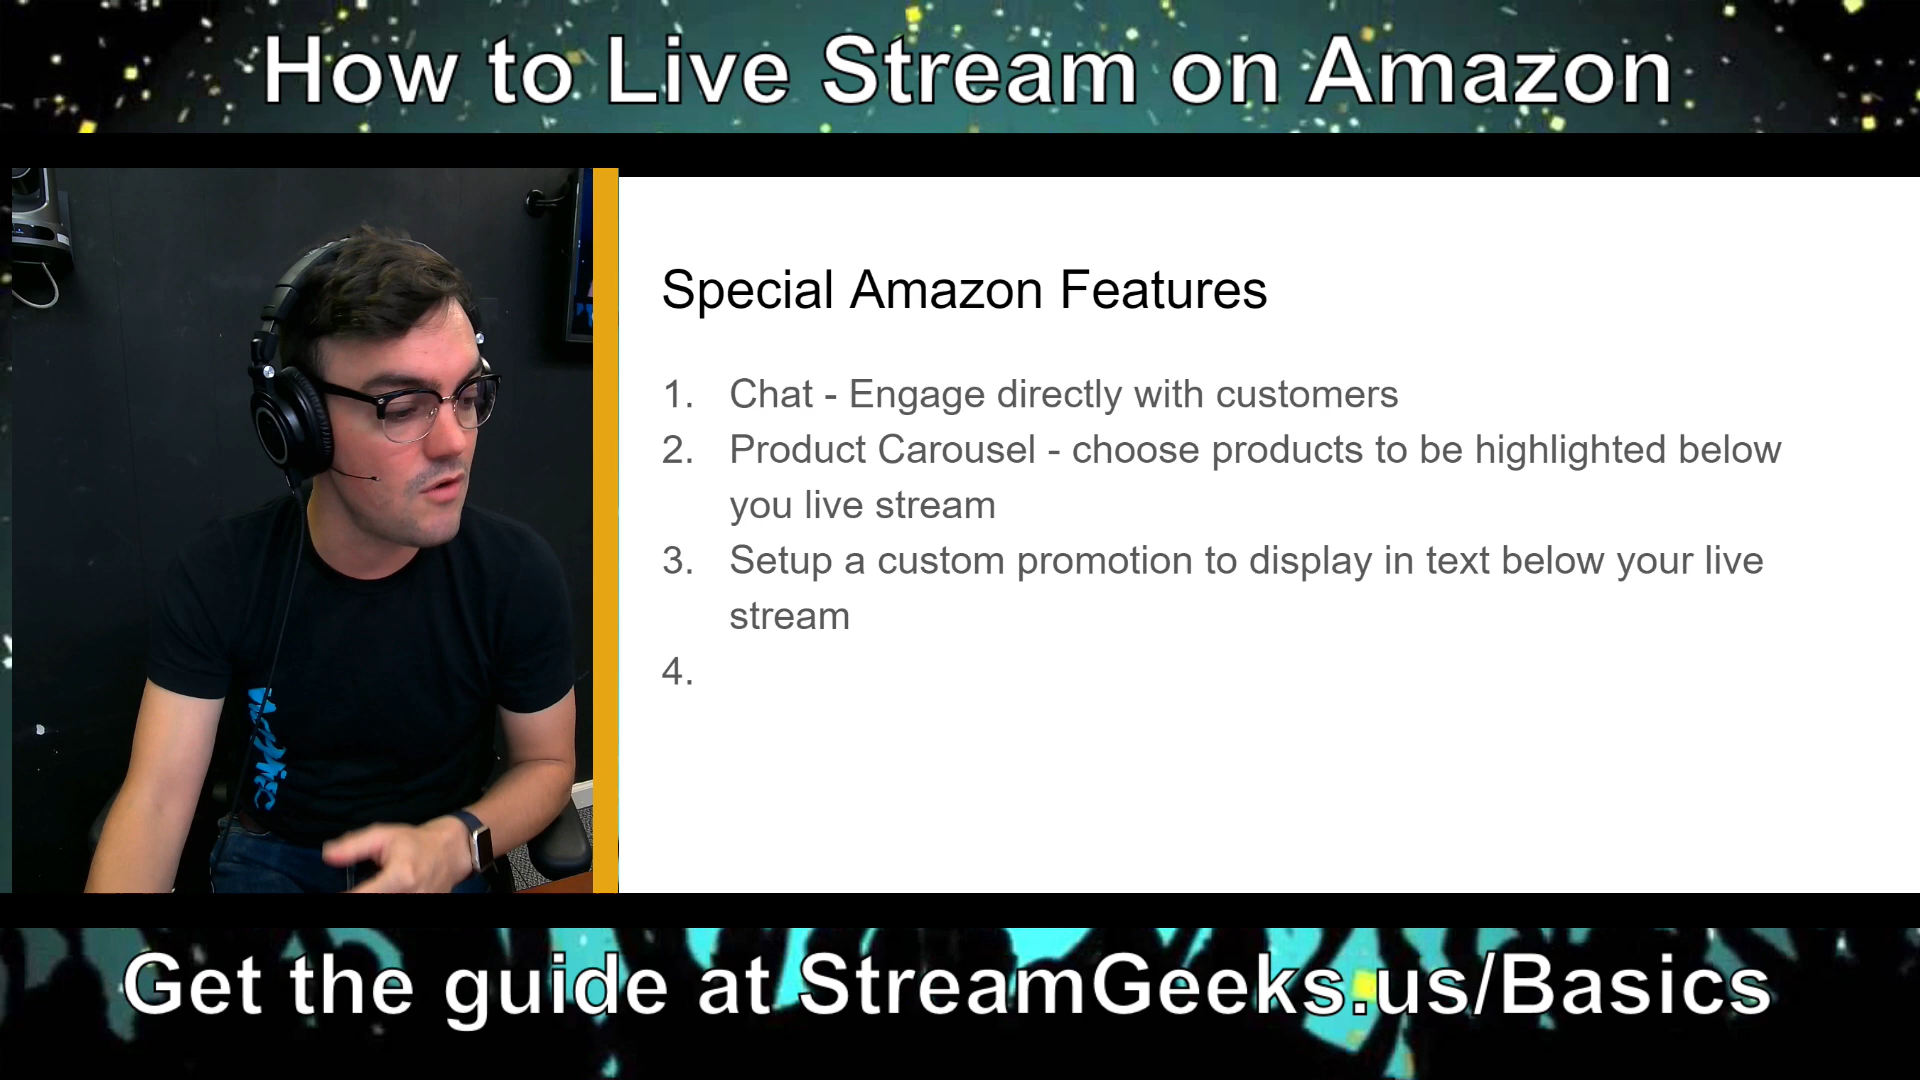 How to Live Stream on Amazon
Special Amazon Features
1. Chat - Engage directly with customers
2. Product Carousel - choose products to be highlighted below
you live stream
3. Setup a custom promotion to display in text below your live
stream
4.
Get the guide at StreamGeeks.us/Basics